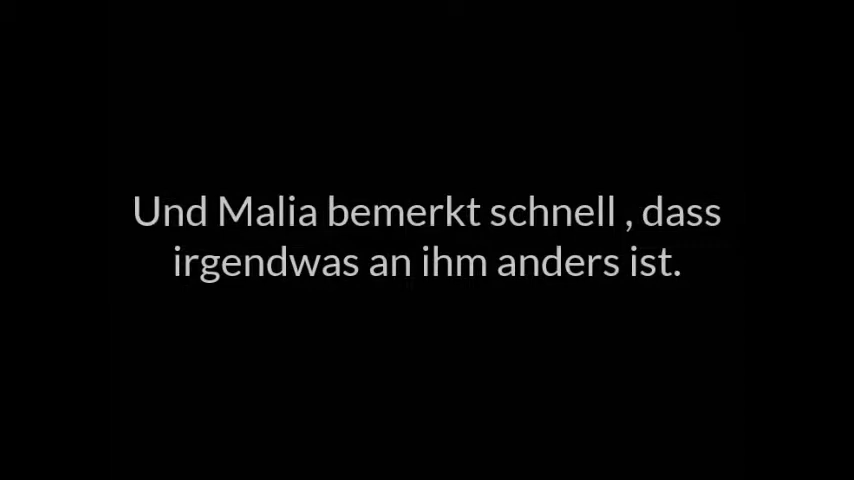 Und Malia bemerkt schnell , dass
irgendwas an ihm anders ist.